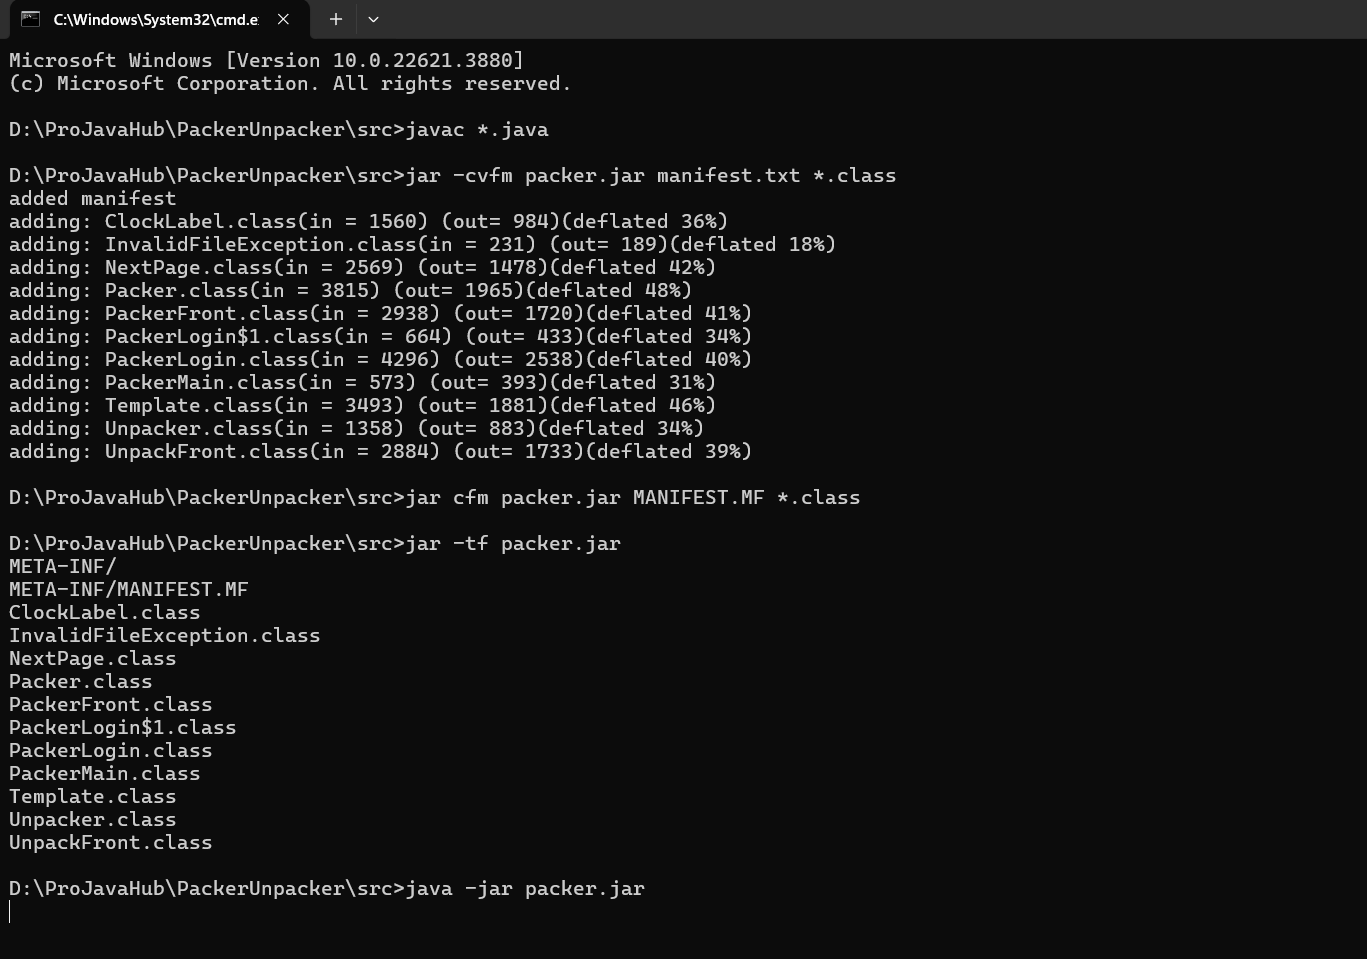 C:\Windows\System32\cmd.e
Microsoft Windows [Version 10.0.22621.3880]
(c) Microsoft Corporation. All rights reserved.
D:\ProJavaHub\PackerUnpacker\src>javac *.java
D:\ProJavaHub\PackerUnpacker\src>jar -cvfm packer.jar manifest.txt *.class
added manifest
adding: ClockLabel.class(in = 1560) (out= 984)(deflated 36%)
adding: InvalidFileException.class(in = 231) (out= 189)(deflated 18%)
adding: NextPage.class(in = 2569) (out= 1478)(deflated 42%)
adding: Packer.class(in = 3815) (out= 1965)(deflated 48%)
adding: PackerFront.class(in = 2938) (out= 1720)(deflated 41%)
adding: PackerLogin$1.class(in = 664) (out= 433)(deflated 34%)
adding: PackerLogin.class(in = 4296) (out= 2538)(deflated 40%)
adding: PackerMain.class(in = 573) (out= 393)(deflated 31%)
adding: Template.class(in = 3493) (out= 1881)(deflated 46%)
adding: Unpacker.class(in = 1358) (out= 883)(deflated 34%)
adding: UnpackFront.class(in = 2884) (out= 1733)(deflated 39%)
D:\ProJavaHub\PackerUnpacker\src>jar cfm packer.jar MANIFEST.MF *.class
D:\ProJavaHub\PackerUnpacker\src>jar -tf packer.jar
META-INF/
META-INF/MANIFEST.MF
ClockLabel.class
InvalidFileException.class
NextPage.class
Packer.class
PackerFront.class
PackerLogin$1.class
PackerLogin.class
PackerMain.class
Template.class
Unpacker.class
UnpackFront.class
D:\ProJavaHub\PackerUnpacker\src>java -jar packer.jar